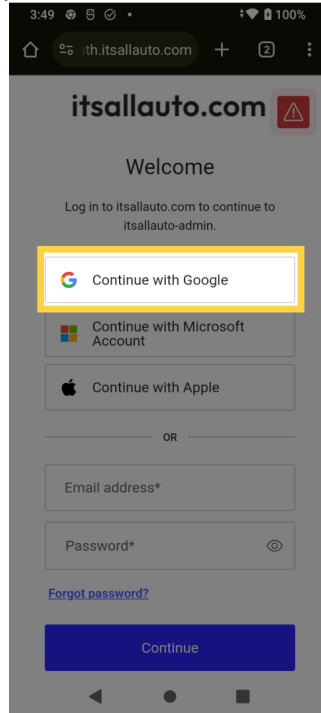 3:49
100%
th.itsallauto.com
2
itsallauto.com
Welcome
Log in to itsallauto.com to continue to
itsallauto-admin.
Continue with Google
Continue with Microsoft
Account
Continue with Apple
OR
Email address*
Password*
Forgot password?
Continue